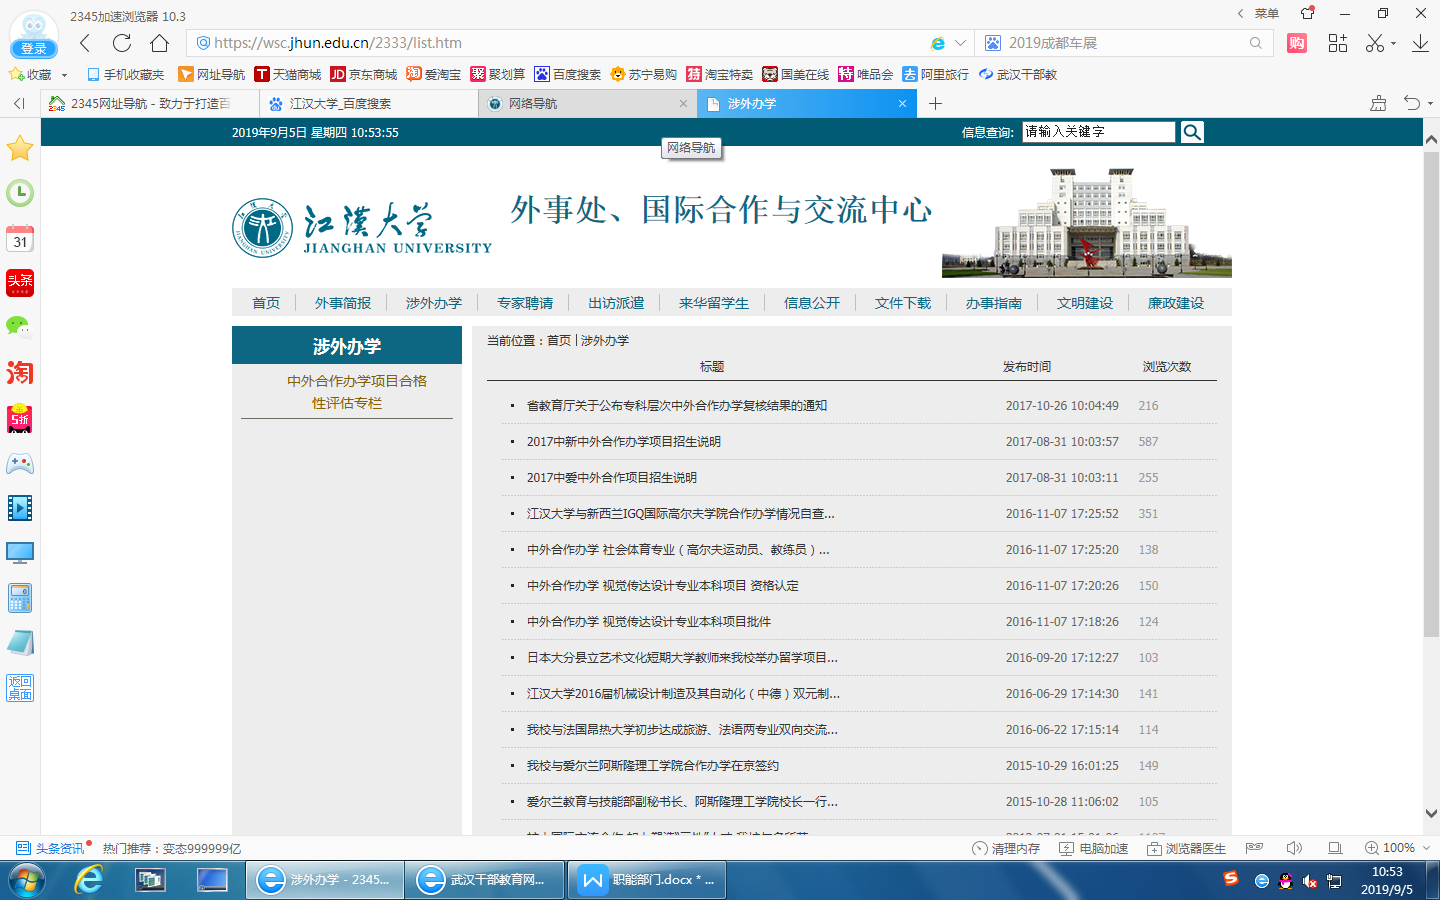 2345加速浏览器 10.3
菜单
登录
https://wsc.jhun.edu.cn/2333/list.htm
2019成都车展
购
收藏
手机收藏夹
网址导航
T 天猫商城
JD 京东商城
淘 爱淘宝
聚 聚划算
百度搜索
苏宁易购
特 淘宝特卖
国美在线
特 唯品会
去 阿里旅行
武汉干部教
2345网址导航 - 致力于打造百
江汉大学_百度搜索
网络导航
涉外办学
2019年9月5日 星期四 10:53:55
信息查询:
请输入关键字
网络导航
江漢大学
JIANGHAN UNIVERSITY
外事处、国际合作与交流中心
首页
外事简报
涉外办学
专家聘请
出访派遣
来华留学生
信息公开
文件下载
办事指南
文明建设
廉政建设
涉外办学
中外合作办学项目合格
性评估专栏
当前位置：首页 | 涉外办学
标题 发布时间 浏览次数
省教育厅关于公布专科层次中外合作办学复核结果的通知 2017-10-26 10:04:49 216
2017中新中外合作办学项目招生说明 2017-08-31 10:03:57 587
2017中爱中外合作项目招生说明 2017-08-31 10:03:11 255
江汉大学与新西兰IGQ国际高尔夫学院合作办学情况自查... 2016-11-07 17:25:52 351
中外合作办学 社会体育专业（高尔夫运动员、教练员）... 2016-11-07 17:25:20 138
中外合作办学 视觉传达设计专业本科项目 资格认定 2016-11-07 17:20:26 150
中外合作办学 视觉传达设计专业本科项目批件 2016-11-07 17:18:26 124
日本大分县立艺术文化短期大学教师来我校举办留学项目... 2016-09-20 17:12:27 103
江汉大学2016届机械设计制造及其自动化（中德）双元制... 2016-06-29 17:14:30 141
我校与法国昂热大学初步达成旅游、法语两专业双向交流... 2016-06-22 17:15:14 114
我校与爱尔兰阿斯隆理工学院合作办学在京签约 2015-10-29 16:01:25 149
爱尔兰教育与技能部副秘书长、阿斯隆理工学院校长一行... 2015-10-28 11:06:02 105
31
头条
淘
5折
返回
桌面
头条资讯
热门推荐：变态999999亿
清理内存
电脑加速
浏览器医生
100%
涉外办学 - 2345...
武汉干部教育网...
职能部门.docx * ...
10:53
2019/9/5